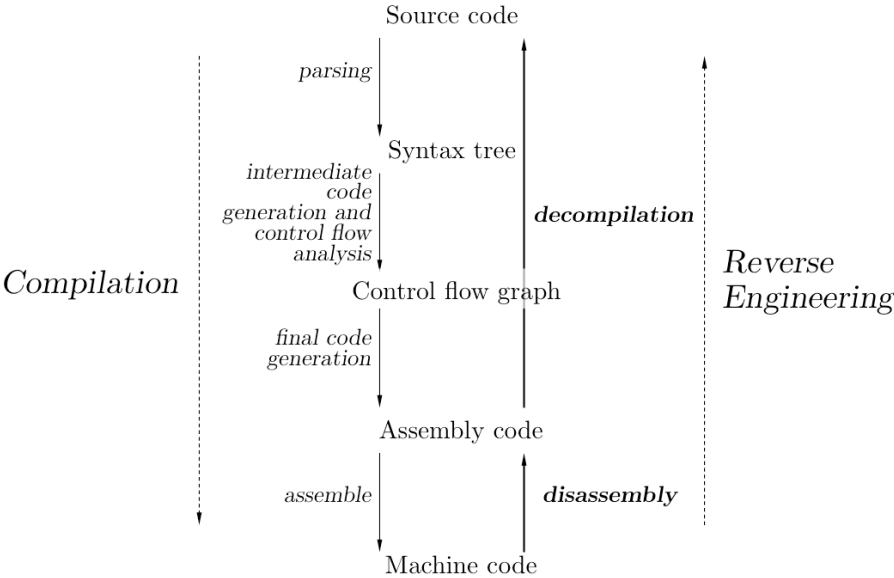 Source code
parsing
Syntax tree
intermediate
code
generation and
control flow
analysis
decompilation
Compilation
Reverse
Engineering
Control flow graph
final code
generation
Assembly code
assemble
disassembly
Machine code